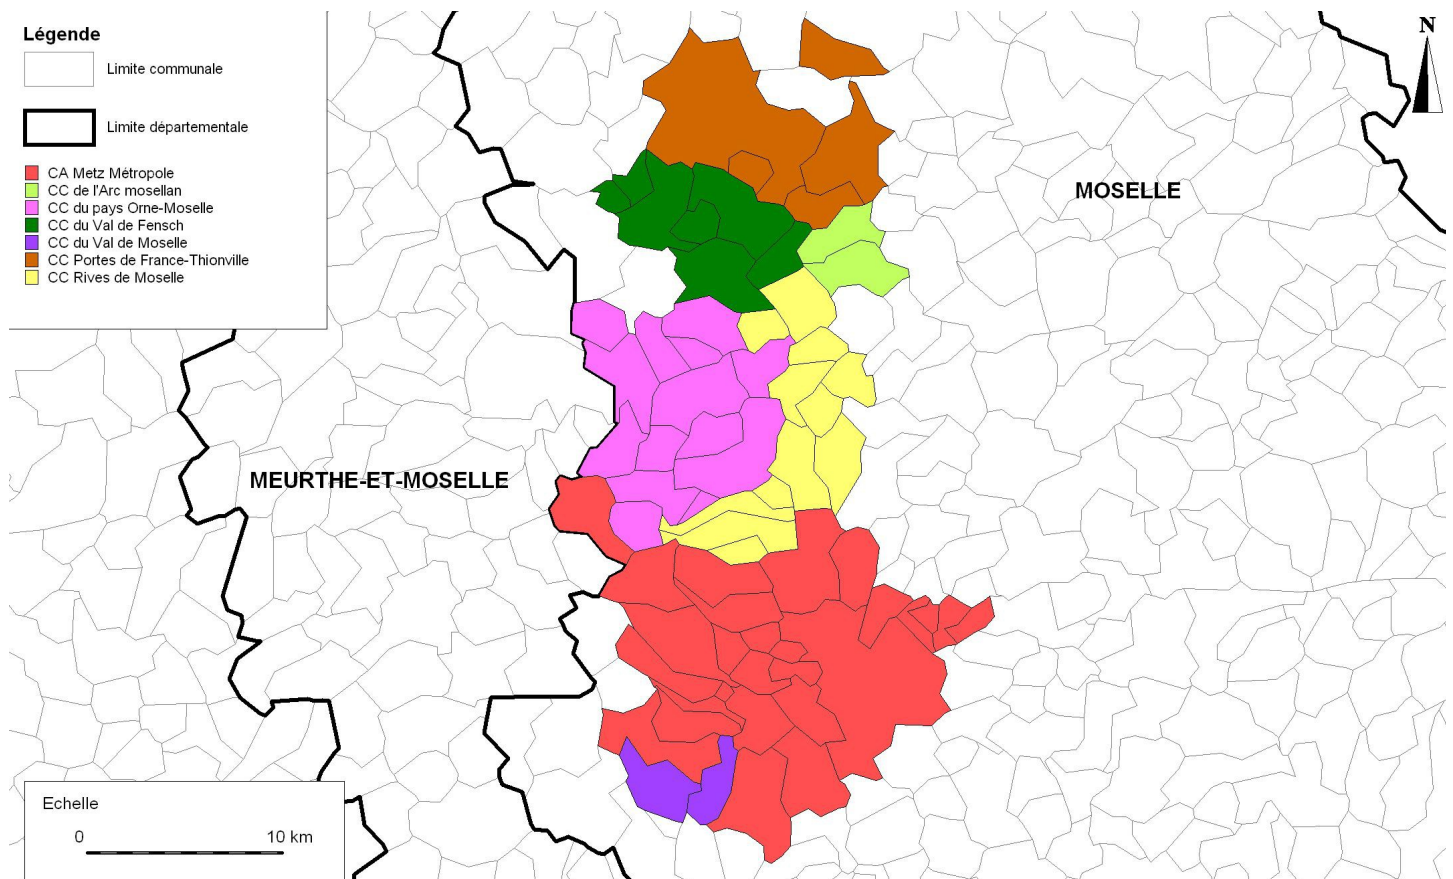 Légende
Limite communale
Limite départementale
CA Metz Métropole
CC de l'Arc mosellan
CC du pays Orne-Moselle
CC du Val de Fensch
CC du Val de Moselle
CC Portes de France-Thionville
CC Rives de Moselle
N
MOSELLE
MEURTHE-ET-MOSELLE
Echelle
0 10 km